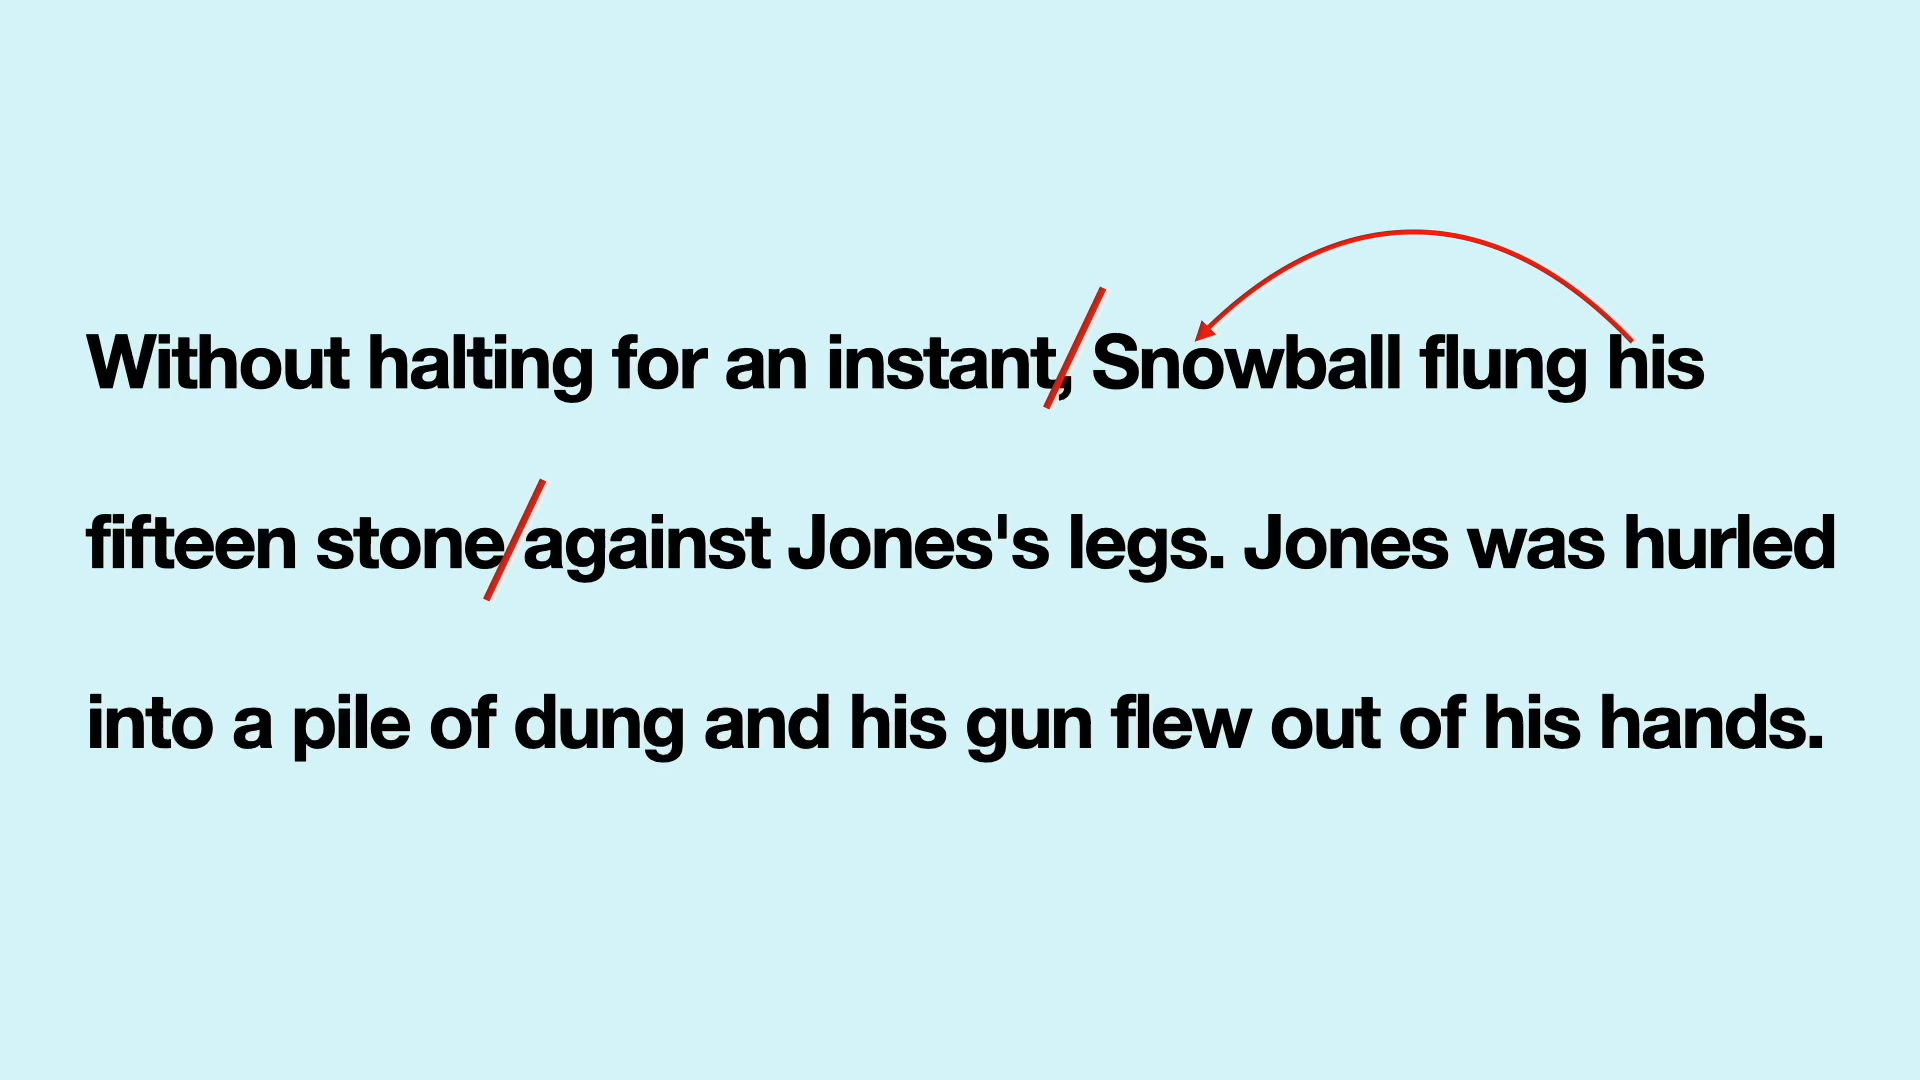 Without halting for an instant, Snowball flung his
fifteen stone against Jones's legs. Jones was hurled
into a pile of dung and his gun flew out of his hands.